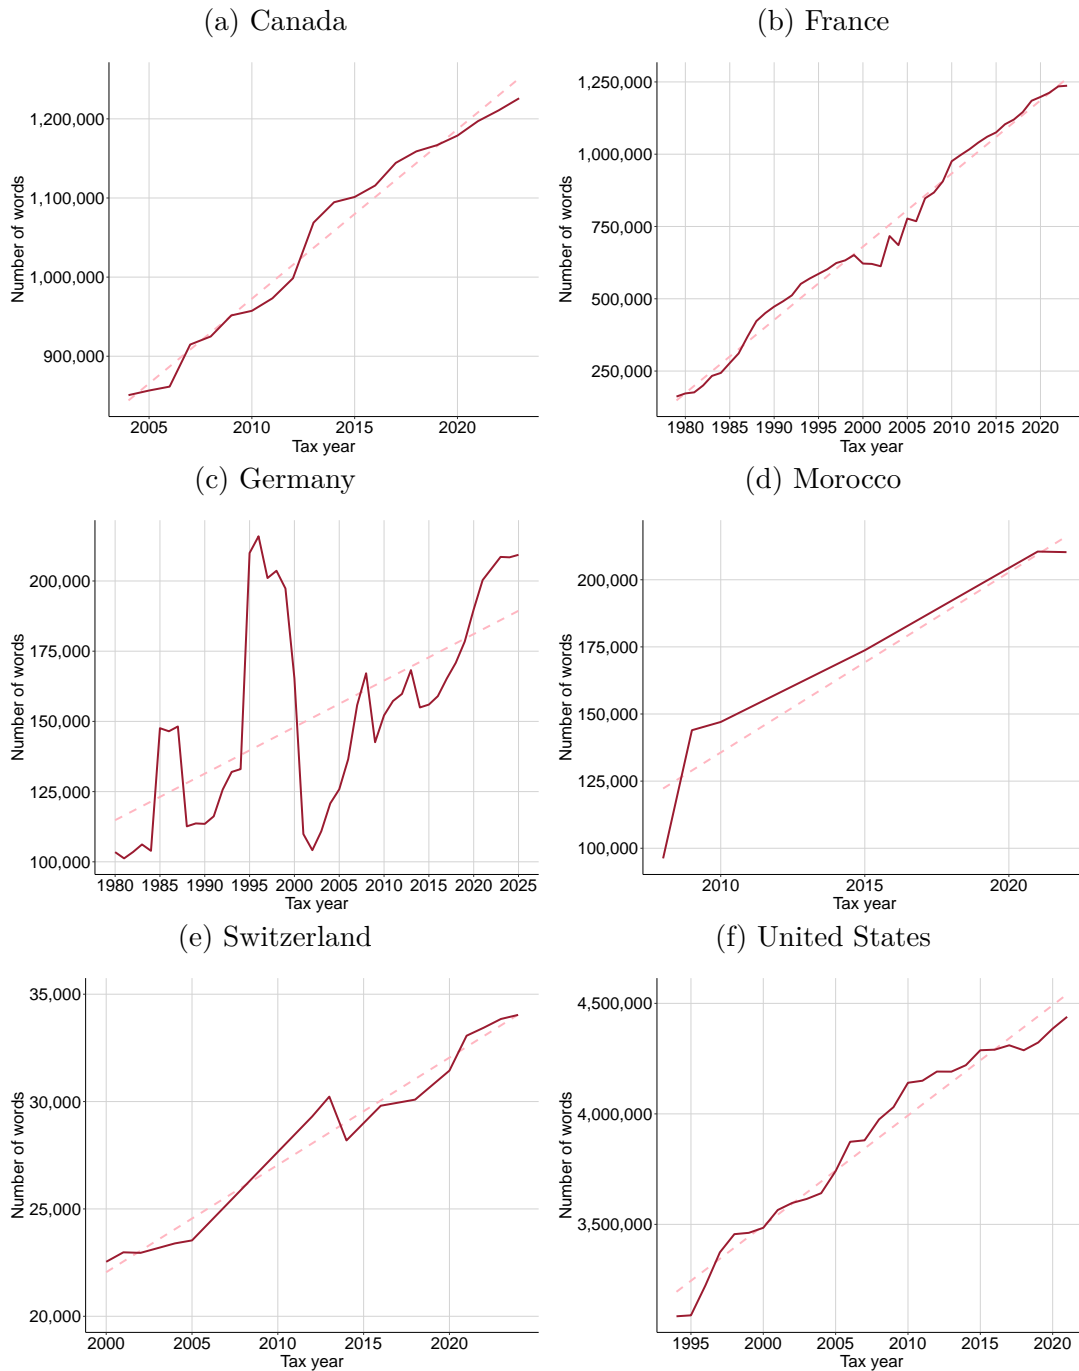 (a) Canada
Number of words
1,200,000
1,100,000
1,000,000
900,000
2005 2010 2015 2020
Tax year
(b) France
Number of words
1,250,000
1,000,000
750,000
500,000
250,000
1980 1985 1990 1995 2000 2005 2010 2015 2020
Tax year
(c) Germany
Number of words
200,000
175,000
150,000
125,000
100,000
1980 1985 1990 1995 2000 2005 2010 2015 2020 2025
Tax year
(d) Morocco
Number of words
200,000
175,000
150,000
125,000
100,000
2010 2015 2020
Tax year
(e) Switzerland
Number of words
35,000
30,000
25,000
20,000
2000 2005 2010 2015 2020
Tax year
(f) United States
Number of words
4,500,000
4,000,000
3,500,000
1995 2000 2005 2010 2015 2020
Tax year